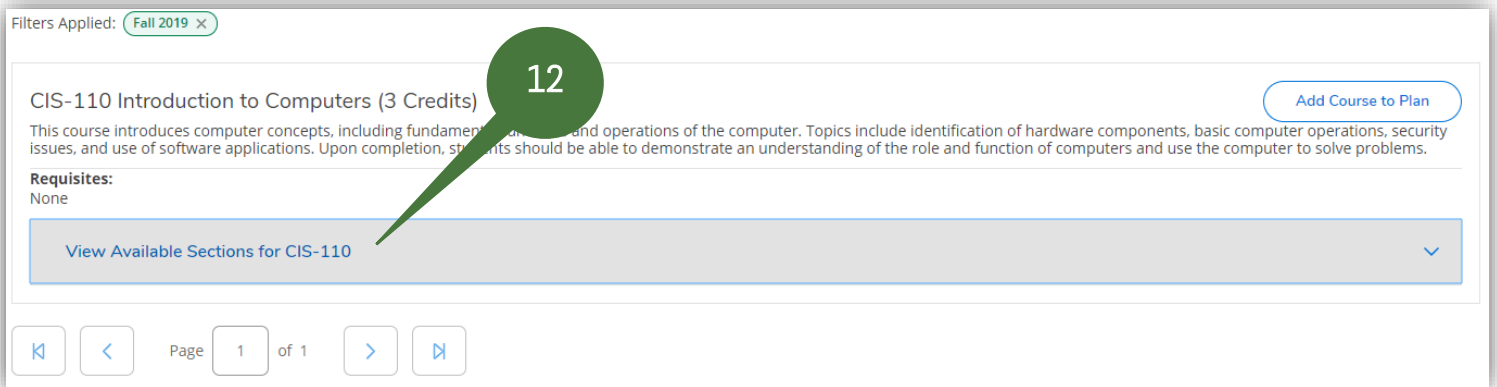 Filters Applied: Fall 2019 ×
12
CIS-110 Introduction to Computers (3 Credits)
Add Course to Plan
This course introduces computer concepts, including and operations of the computer. Topics include identification of hardware components, basic computer operations, security
issues, and use of software applications. Upon completion, should be able to demonstrate an understanding of the role and function of computers and use the computer to solve problems.
Requisites:
None
View Available Sections for CIS-110
Page 1 of 1